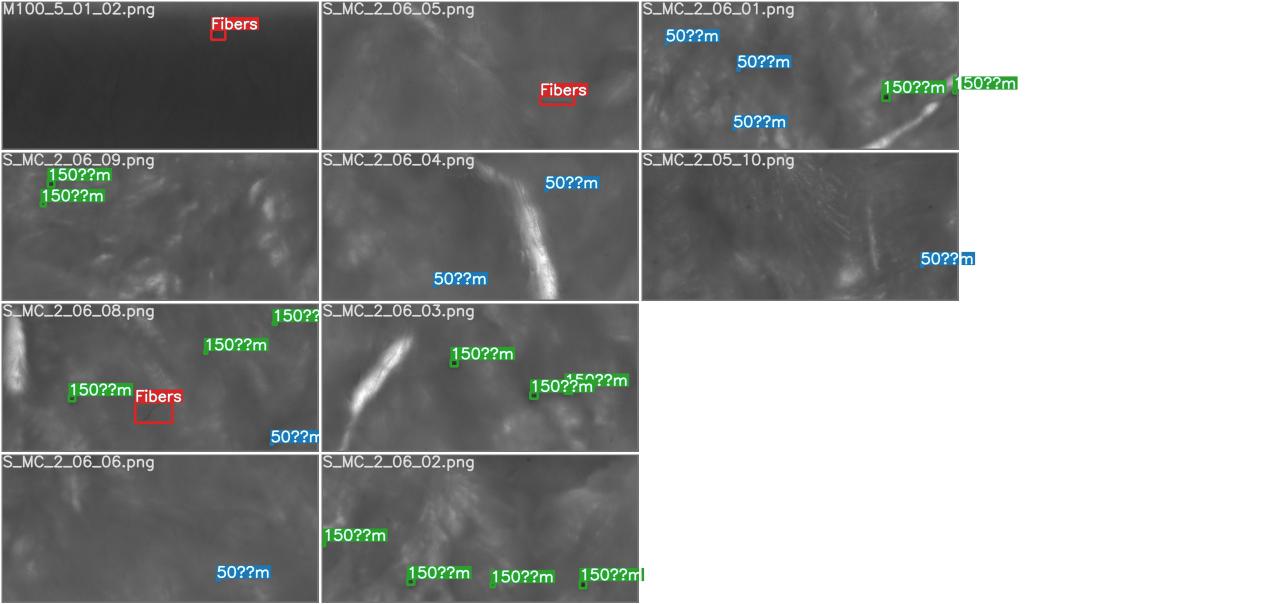 M100_5_01_02.png
Fibers
S_MC_2_06_05.png
Fibers
S_MC_2_06_01.png
50??m
50??m
150??m
150??m
50??m
S_MC_2_06_09.png
150??m
150??m
S_MC_2_06_04.png
50??m
50??m
S_MC_2_05_10.png
50??m
S_MC_2_06_08.png
150??
150??m
150??m
Fibers
50??m
S_MC_2_06_03.png
150??m
150??m
150??m
S_MC_2_06_06.png
50??m
S_MC_2_06_02.png
150??m
150??m
150??m
150??m